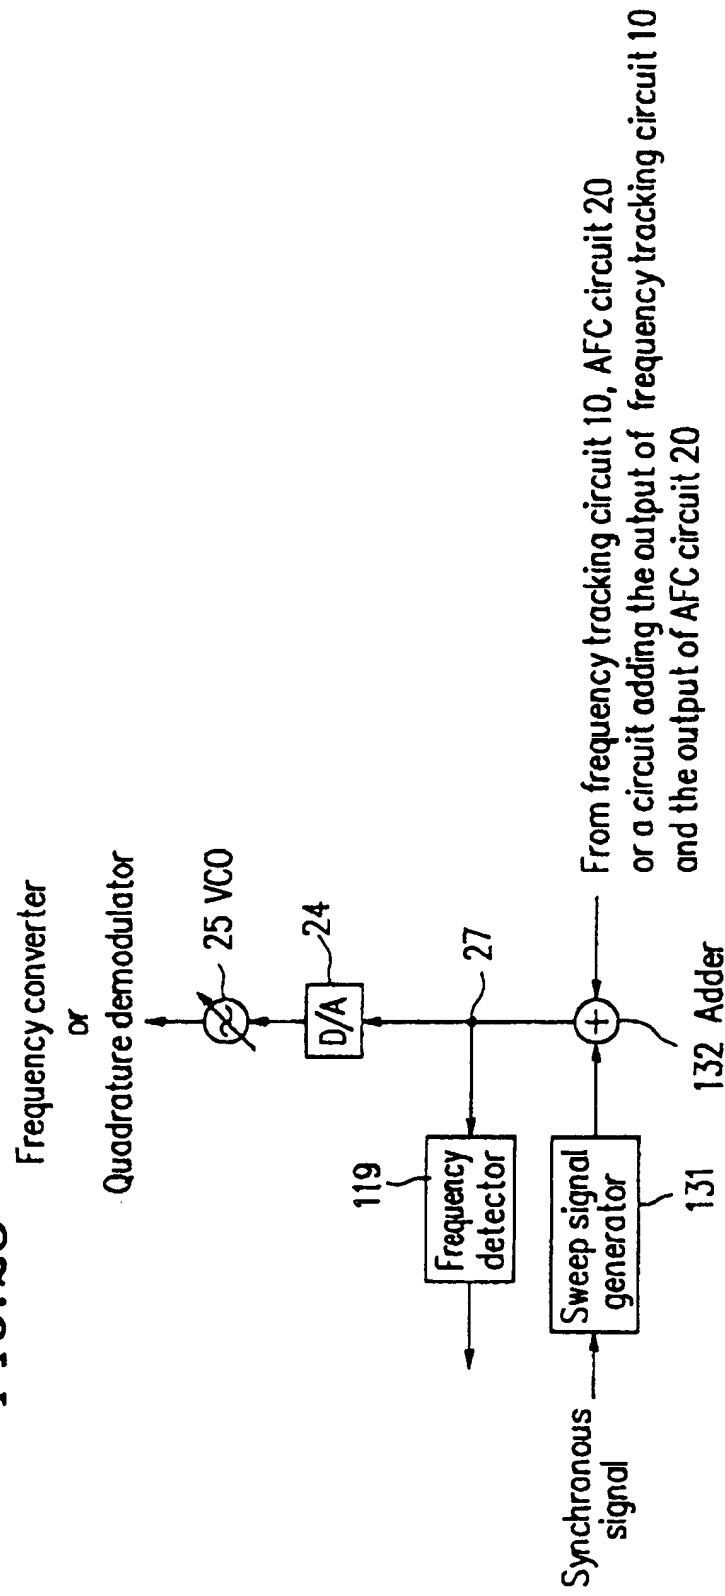 Frequency converter
or
Quadrature demodulator
25 VCO
24
D/A
27
119
Frequency
detector
From frequency tracking circuit 10, AFC circuit 20
or a circuit adding the output of frequency tracking circuit 10
and the output of AFC circuit 20
+
132 Adder
Sweep signal
generator
131
Synchronous
signal